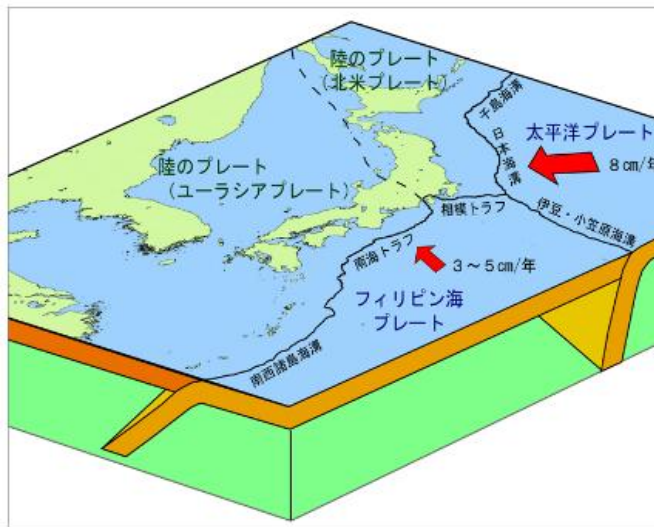 陸のプレート
(北米プレート)
千島海溝
日本海溝
太平洋プレート
8㎝/年
陸のプレート
(ユーラシアプレート)
相模トラフ
伊豆・小笠原海溝
南海トラフ
3~5㎝/年
フィリピン海
プレート
南西諸島海溝